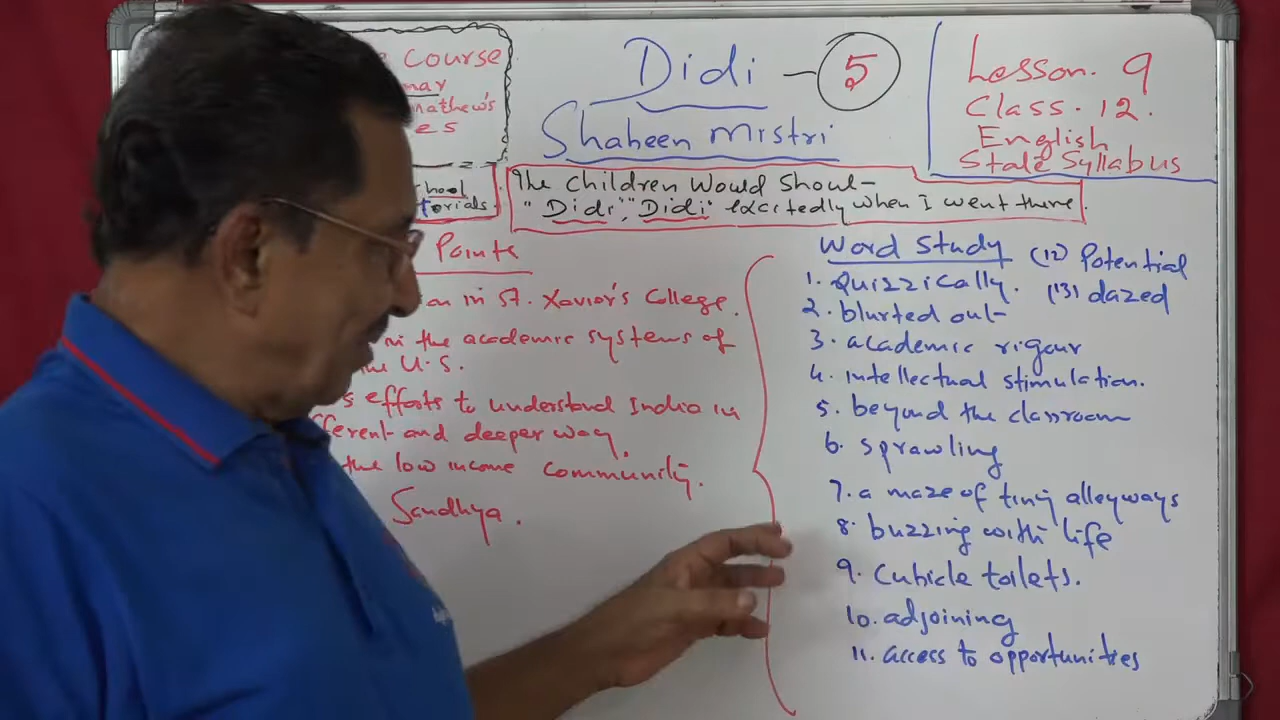 Course
mathew's
Didi - 5
Shaheen Mistri
Lesson. 9
Class. 12.
English
State Syllabus
The Children Would Shout
"Didi", "Didi" excitedly when I went there.
Points
in St. Xavior's College.
in the academic systems of
U.S.
efforts to understand India in
and deeper way.
the low income community.
Sandhya.
Word Study
1. Quizzically.
2. blurted out
3. academic rigour
4. intellectual stimulation.
5. beyond the classroom
6. sprawling
7. a maze of tiny alleyways
8. buzzing with life
9. Cubicle toilets.
10. adjoining
11. access to opportunities
(12) Potential
(13) dazed